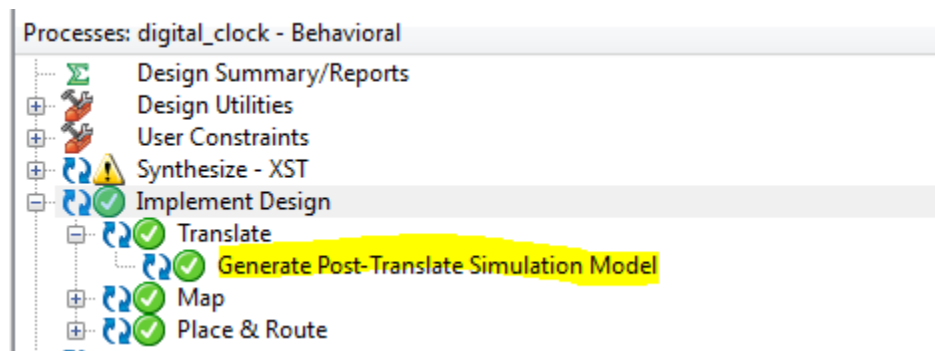 Processes: digital_clock - Behavioral
Design Summary/Reports
Design Utilities
User Constraints
Synthesize - XST
Implement Design
Translate
Generate Post-Translate Simulation Model
Map
Place & Route